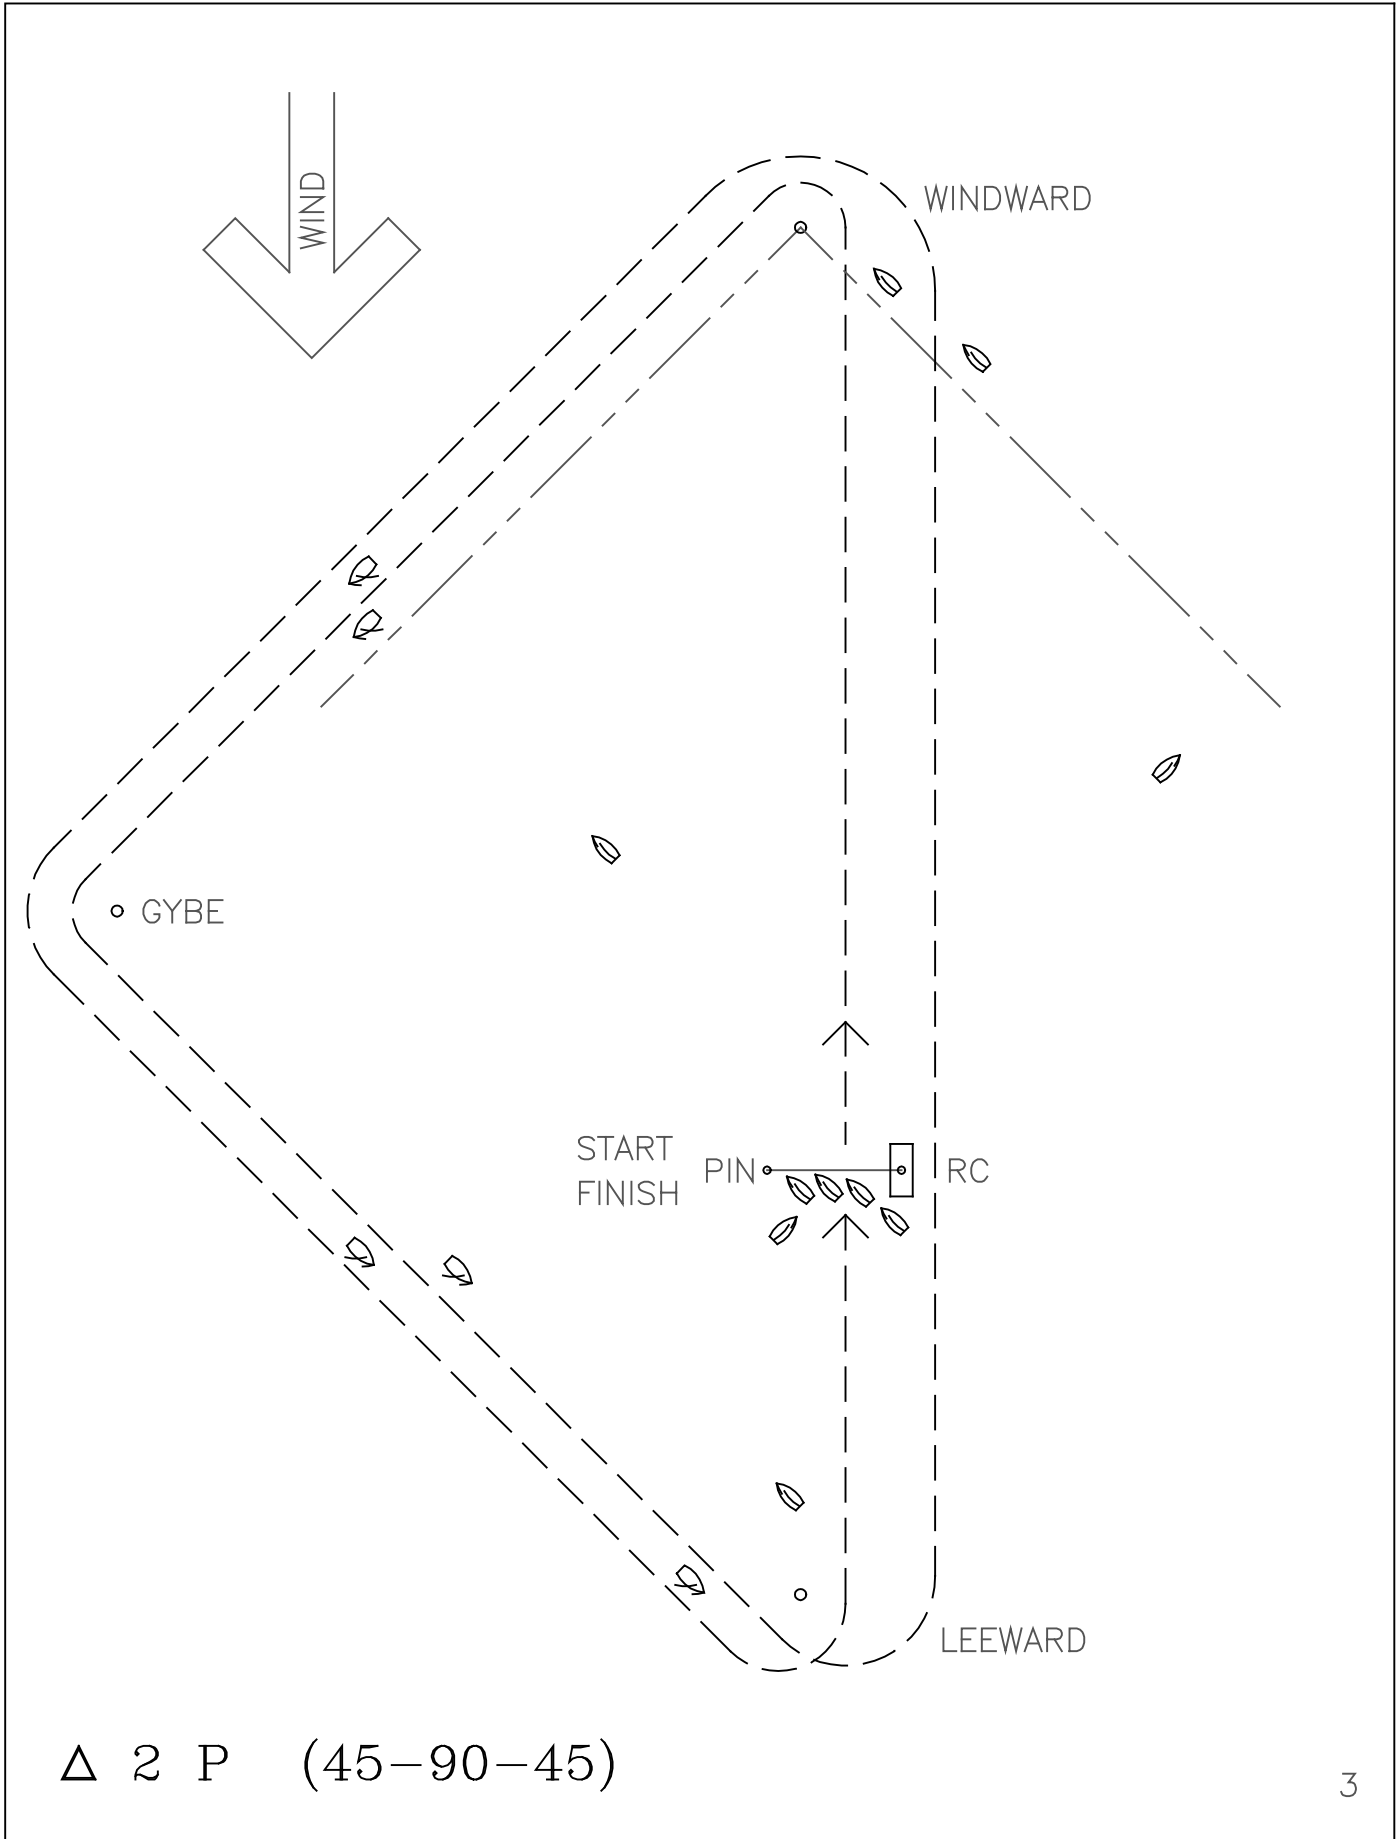 WIND
WINDWARD
GYBE
START
FINISH
PIN
RC
LEEWARD
Δ 2 P (45-90-45)
3